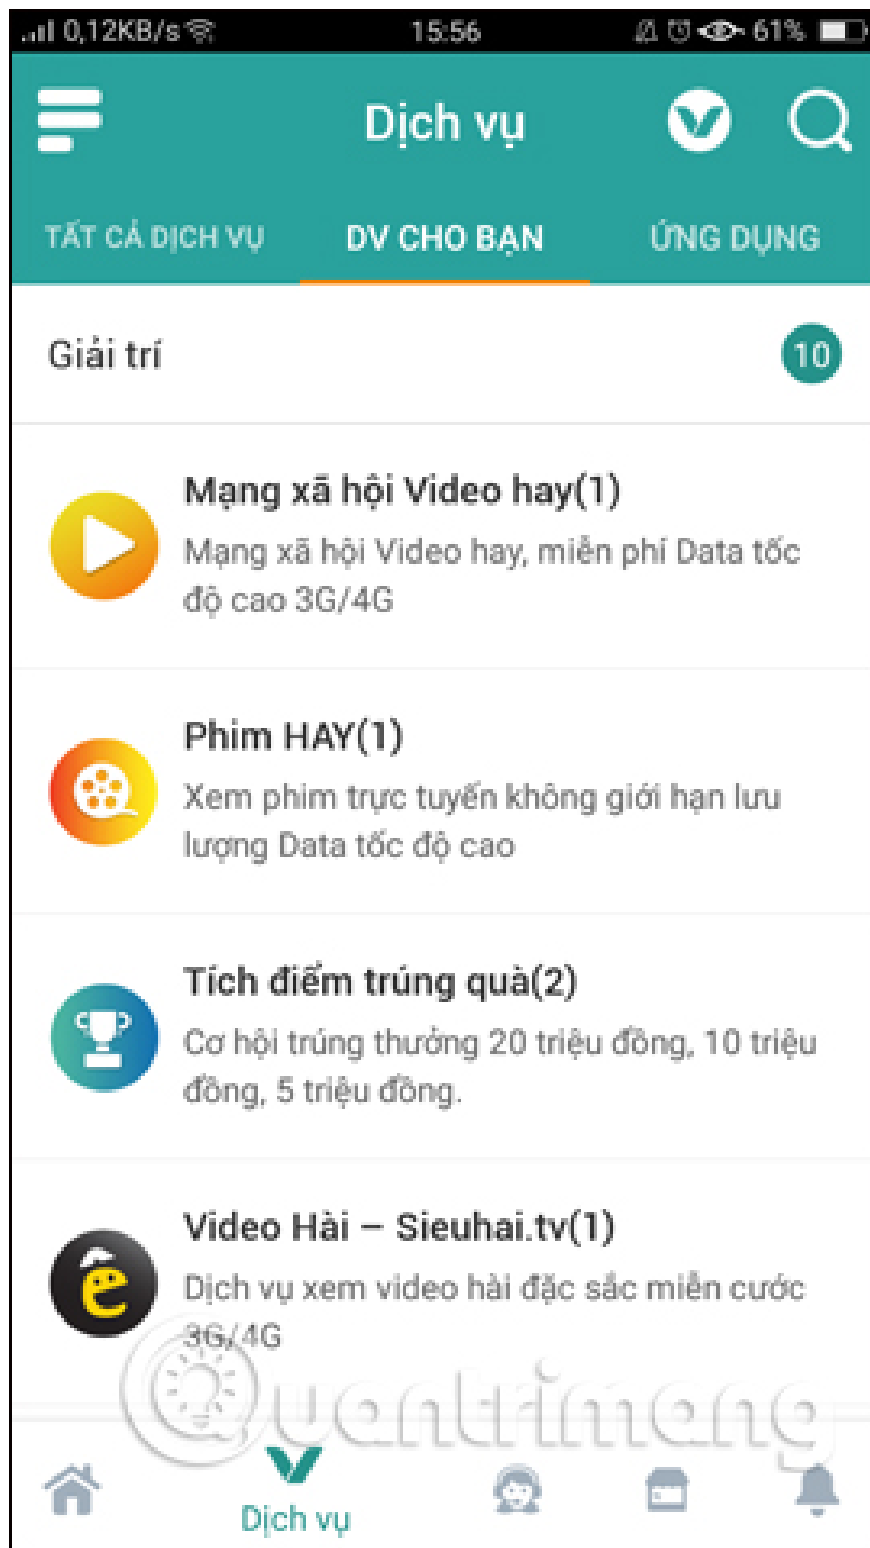 0,12KB/s 15:56 61%
Dịch vụ
TẤT CẢ DỊCH VỤ DV CHO BẠN ỨNG DỤNG
Giải trí 10
Mạng xã hội Video hay(1)
Mạng xã hội Video hay, miễn phí Data tốc
độ cao 3G/4G
Phim HAY(1)
Xem phim trực tuyến không giới hạn lưu
lượng Data tốc độ cao
Tích điểm trúng quà(2)
Cơ hội trúng thưởng 20 triệu đồng, 10 triệu
đồng, 5 triệu đồng.
Video Hài – Sieuhai.tv(1)
Dịch vụ xem video hài đặc sắc miễn cước
3G/4G
Quantrimang
Dịch vụ